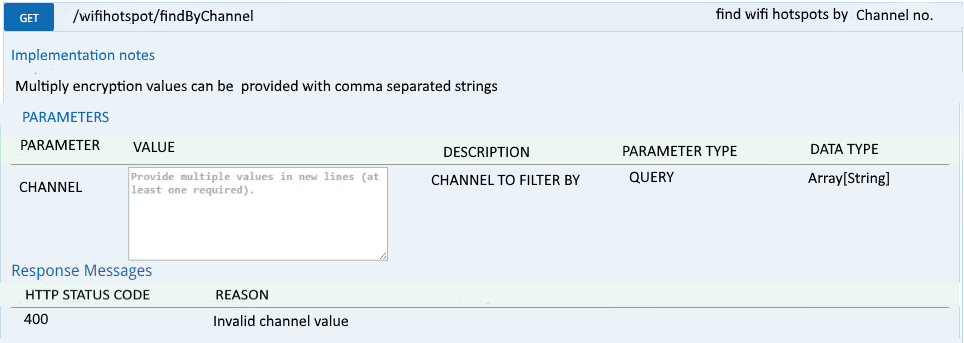 GET /wifihotspot/findByChannel find wifi hotspots by Channel no.
Implementation notes
Multiply encryption values can be provided with comma separated strings
PARAMETERS
PARAMETER VALUE DESCRIPTION PARAMETER TYPE DATA TYPE
CHANNEL Provide multiple values in new lines (at CHANNEL TO FILTER BY QUERY Array[String]
least one required).
Response Messages
HTTP STATUS CODE REASON
400 Invalid channel value